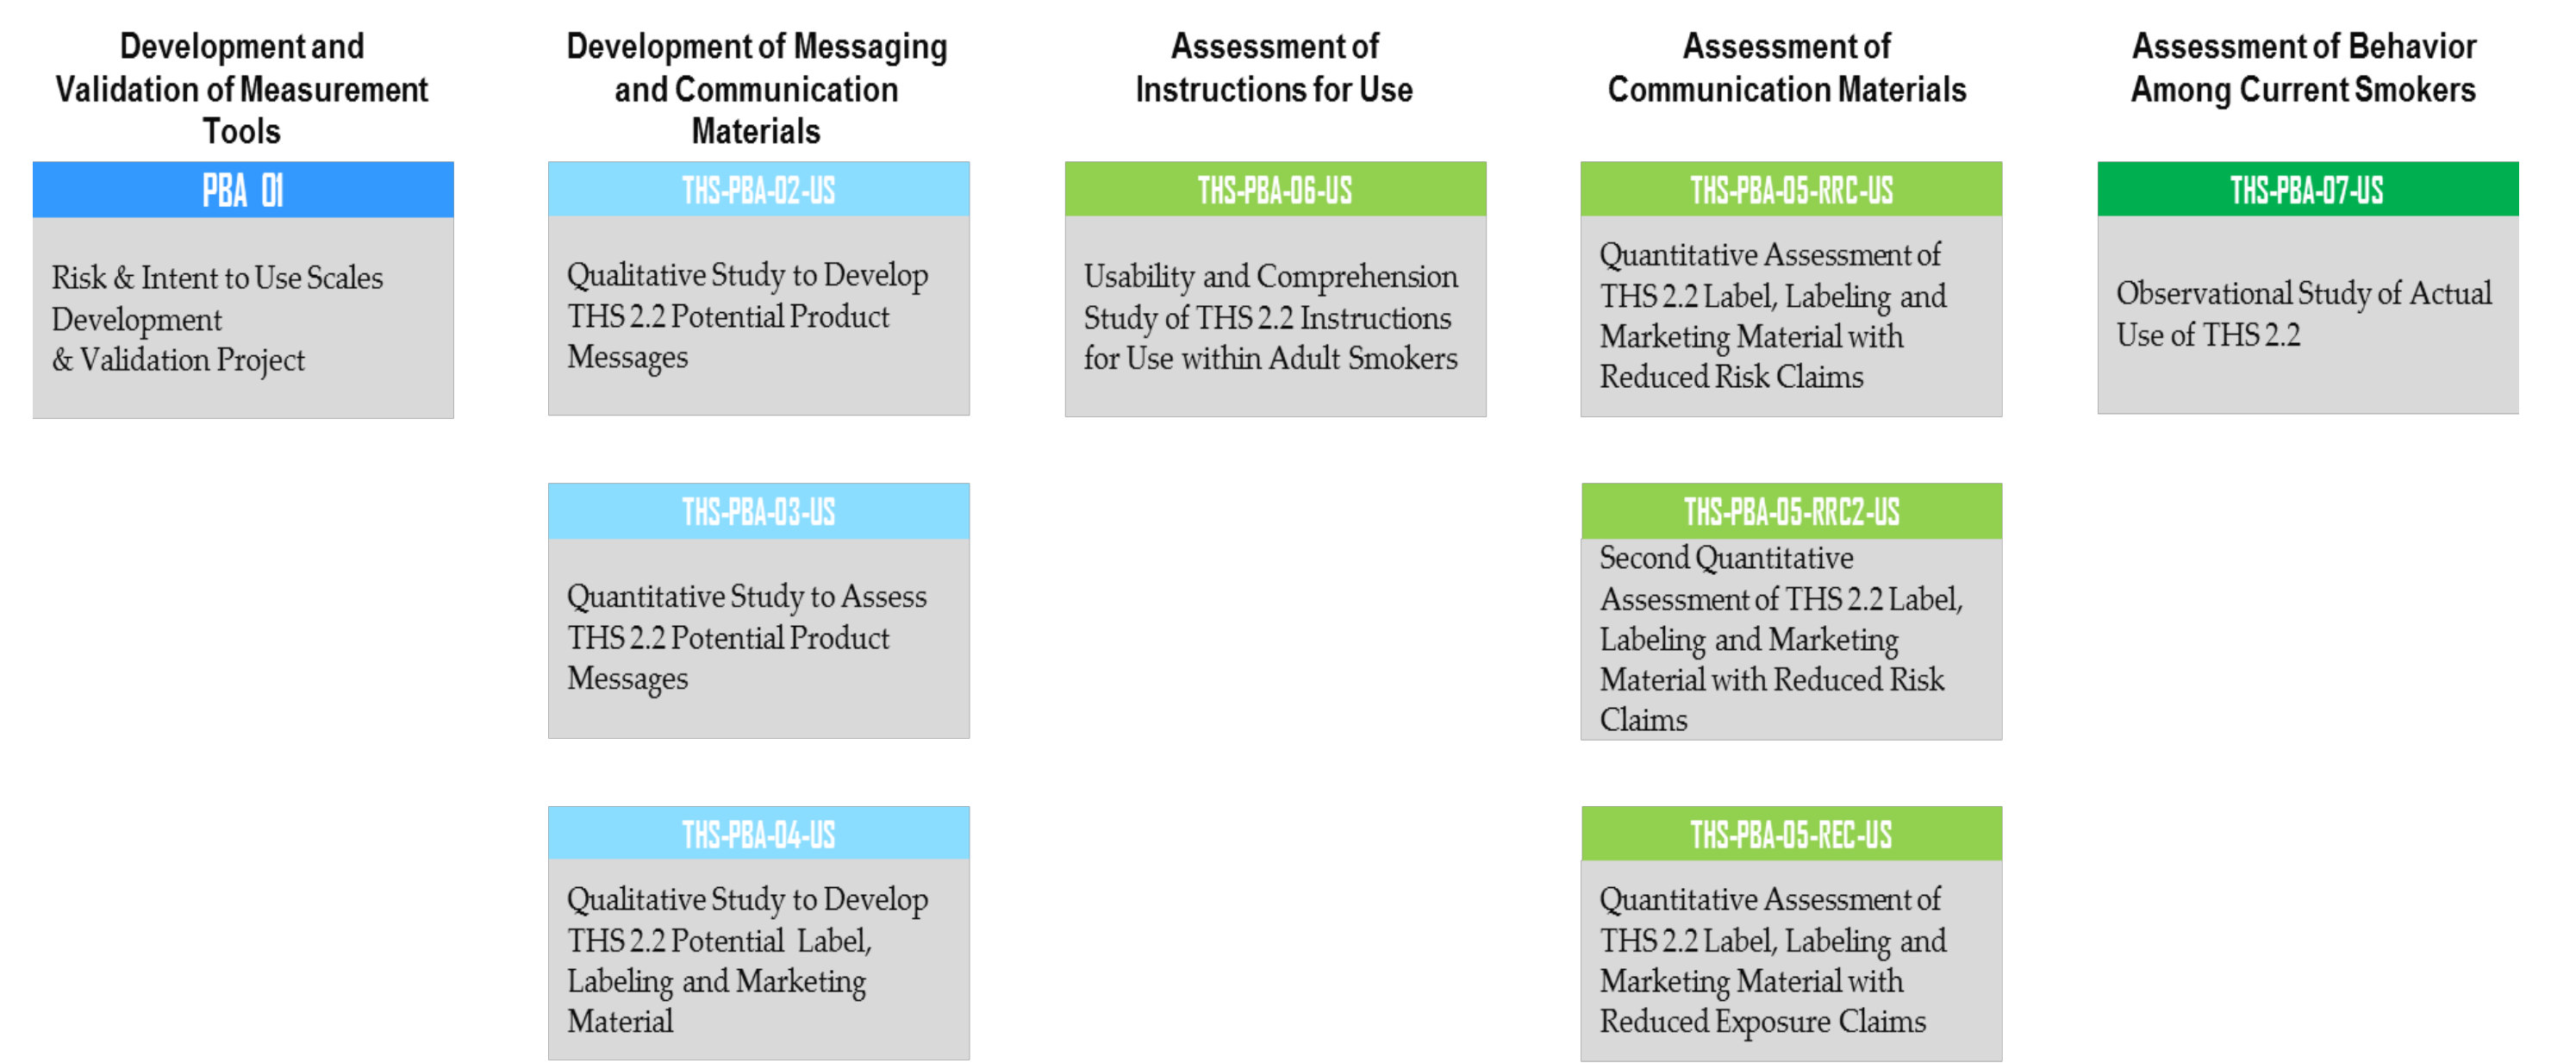 Development and
Validation of Measurement
Tools
PBA 01
Risk & Intent to Use Scales
Development
& Validation Project
Development of Messaging
and Communication
Materials
THS-PBA-02-US
Qualitative Study to Develop
THS 2.2 Potential Product
Messages
THS-PBA-03-US
Quantitative Study to Assess
THS 2.2 Potential Product
Messages
THS-PBA-04-US
Qualitative Study to Develop
THS 2.2 Potential Label,
Labeling and Marketing
Material
Assessment of
Instructions for Use
THS-PBA-06-US
Usability and Comprehension
Study of THS 2.2 Instructions
for Use within Adult Smokers
Assessment of
Communication Materials
THS-PBA-05-RRC-US
Quantitative Assessment of
THS 2.2 Label, Labeling and
Marketing Material with
Reduced Risk Claims
THS-PBA-05-RRC2-US
Second Quantitative
Assessment of THS 2.2 Label,
Labeling and Marketing
Material with Reduced Risk
Claims
THS-PBA-05-REC-US
Quantitative Assessment of
THS 2.2 Label, Labeling and
Marketing Material with
Reduced Exposure Claims
Assessment of Behavior
Among Current Smokers
THS-PBA-07-US
Observational Study of Actual
Use of THS 2.2